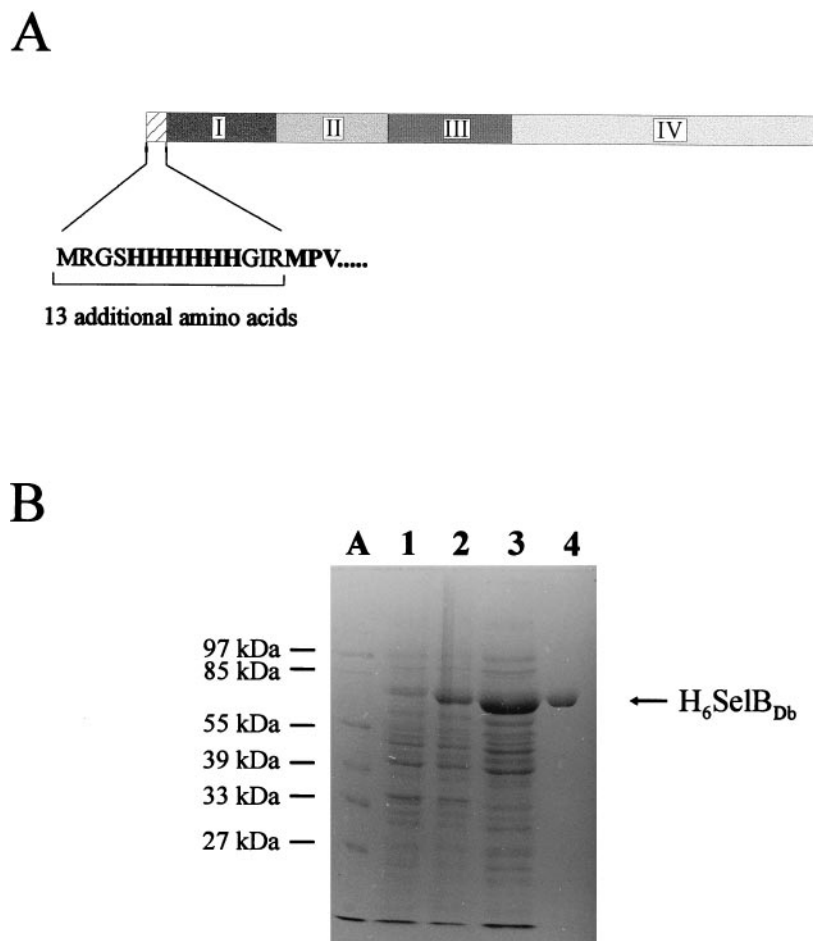 A
I II III IV
MRGSHHHHHHGIRMPV.....
13 additional amino acids
B
A 1 2 3 4
97 kDa
85 kDa
H₆SelB_Db
55 kDa
39 kDa
33 kDa
27 kDa